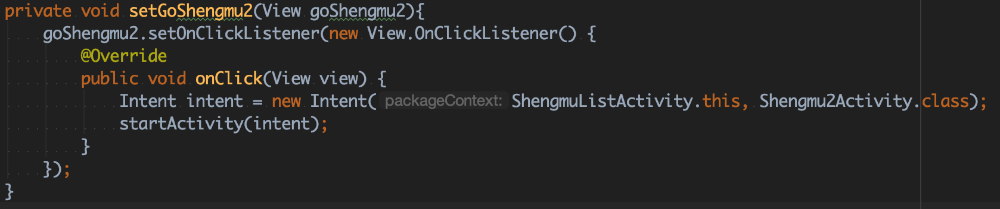 private void setGoShengmu2(View goShengmu2){
goShengmu2.setOnClickListener(new View.OnClickListener() {
@Override
public void onClick(View view) {
Intent intent = new Intent( packageContext: ShengmuListActivity.this, Shengmu2Activity.class);
startActivity(intent);
}
});
}